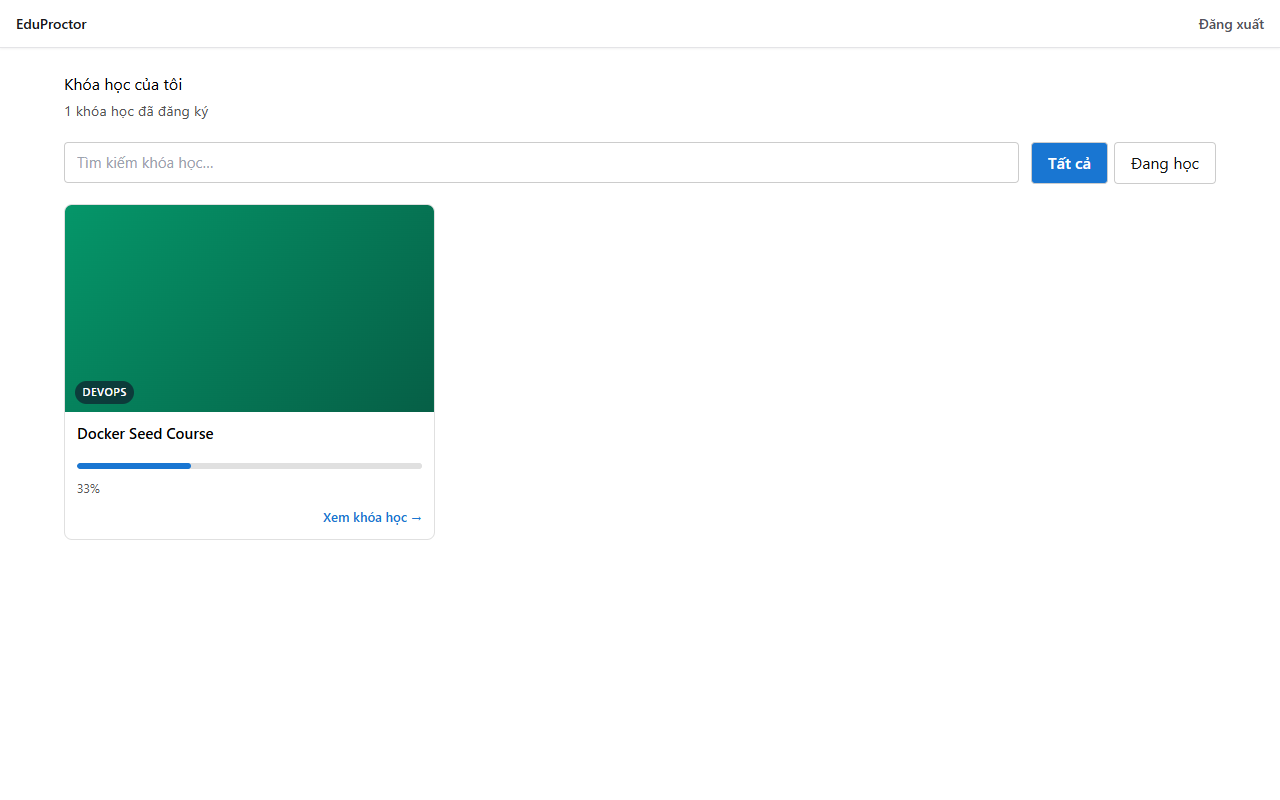 EduProctor
Đăng xuất
Khóa học của tôi
1 khóa học đã đăng ký
Tìm kiếm khóa học...
Tất cả
Đang học
DEVOPS
Docker Seed Course
33%
Xem khóa học →